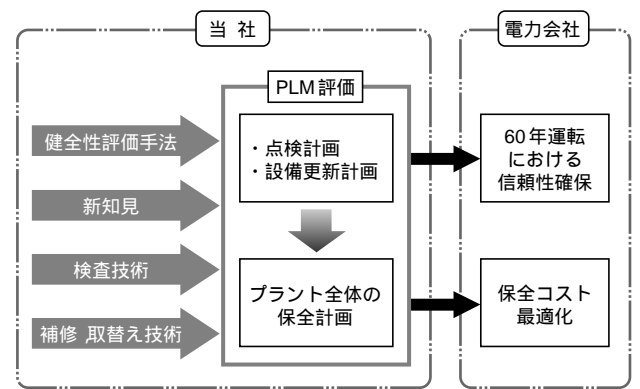 当 社
電力会社
PLM評価
健全性評価手法
新知見
検査技術
補修,取替え技術
・点検計画
・設備更新計画
プラント全体の
保全計画
60年運転
における
信頼性確保
保全コスト
最適化